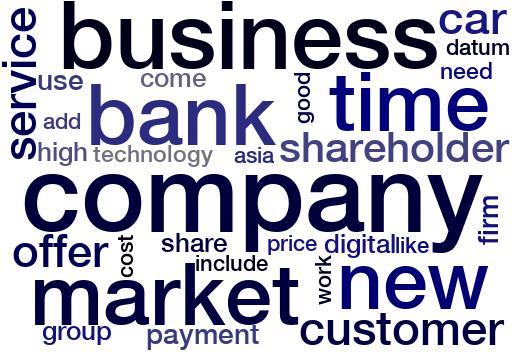 business
car
datum
need
service
use
come
good
time
add
bank
high
technology
asia
shareholder
company
firm
offer
cost
share
price
digital
like
include
work
new
market
group
payment
customer